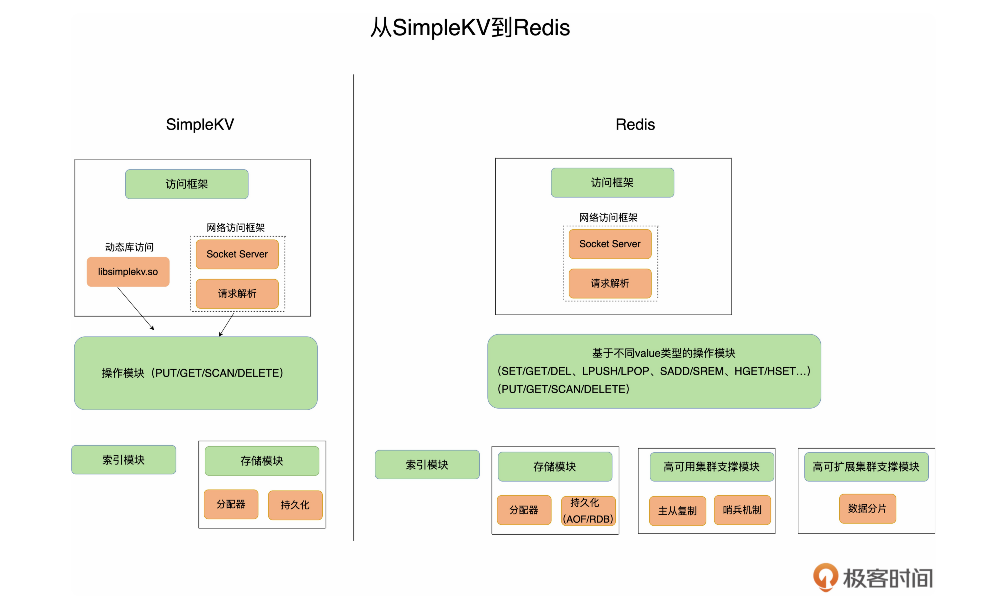 从SimpleKV到Redis
SimpleKV
访问框架
网络访问框架
动态库访问
Socket Server
libsimplekv.so
请求解析
操作模块（PUT/GET/SCAN/DELETE）
索引模块
存储模块
分配器
持久化
Redis
访问框架
网络访问框架
Socket Server
请求解析
基于不同value类型的操作模块
（SET/GET/DEL、LPUSH/LPOP、SADD/SREM、HGET/HSET...）
（PUT/GET/SCAN/DELETE）
索引模块
存储模块
分配器
持久化
（AOF/RDB）
高可用集群支撑模块
主从复制
哨兵机制
高可扩展集群支撑模块
数据分片
极客时间